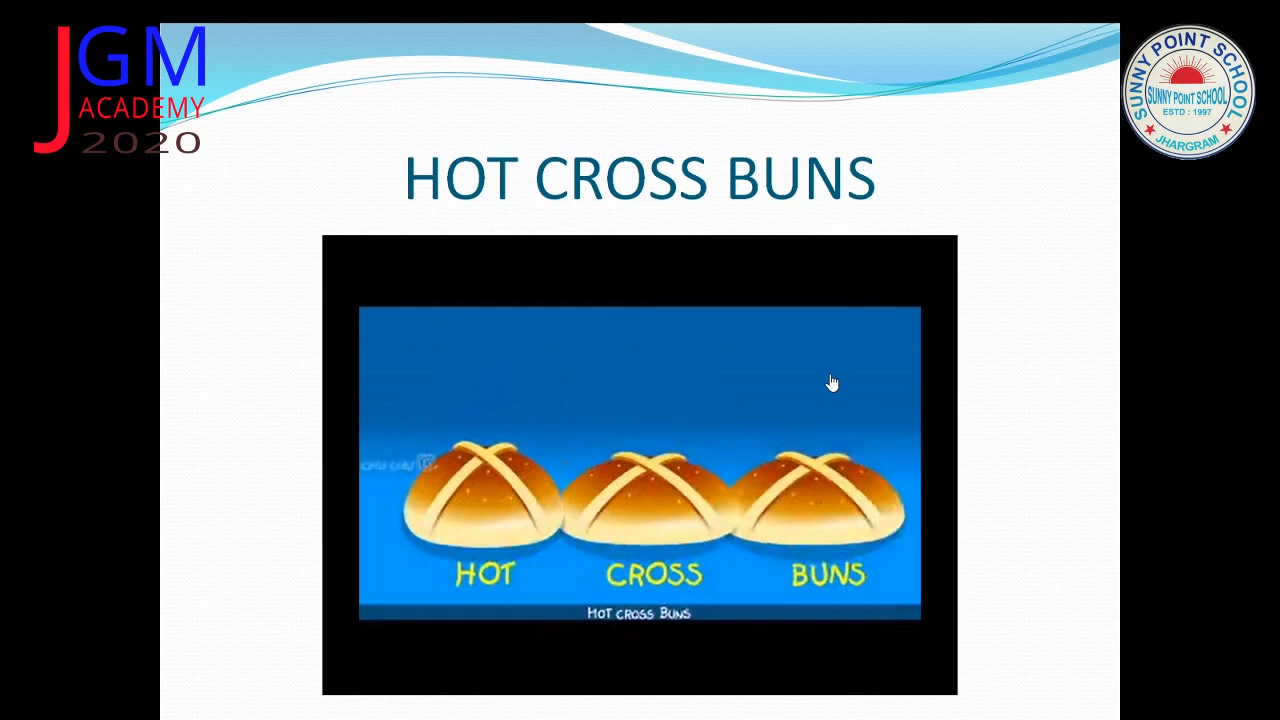 JGM
ACADEMY
2020
SUNNY POINT SCHOOL
SUNNY POINT SCHOOL
ESTD : 1997
JHARGRAM
HOT CROSS BUNS
HOT CROSS BUNS
HOT CROSS BUNS